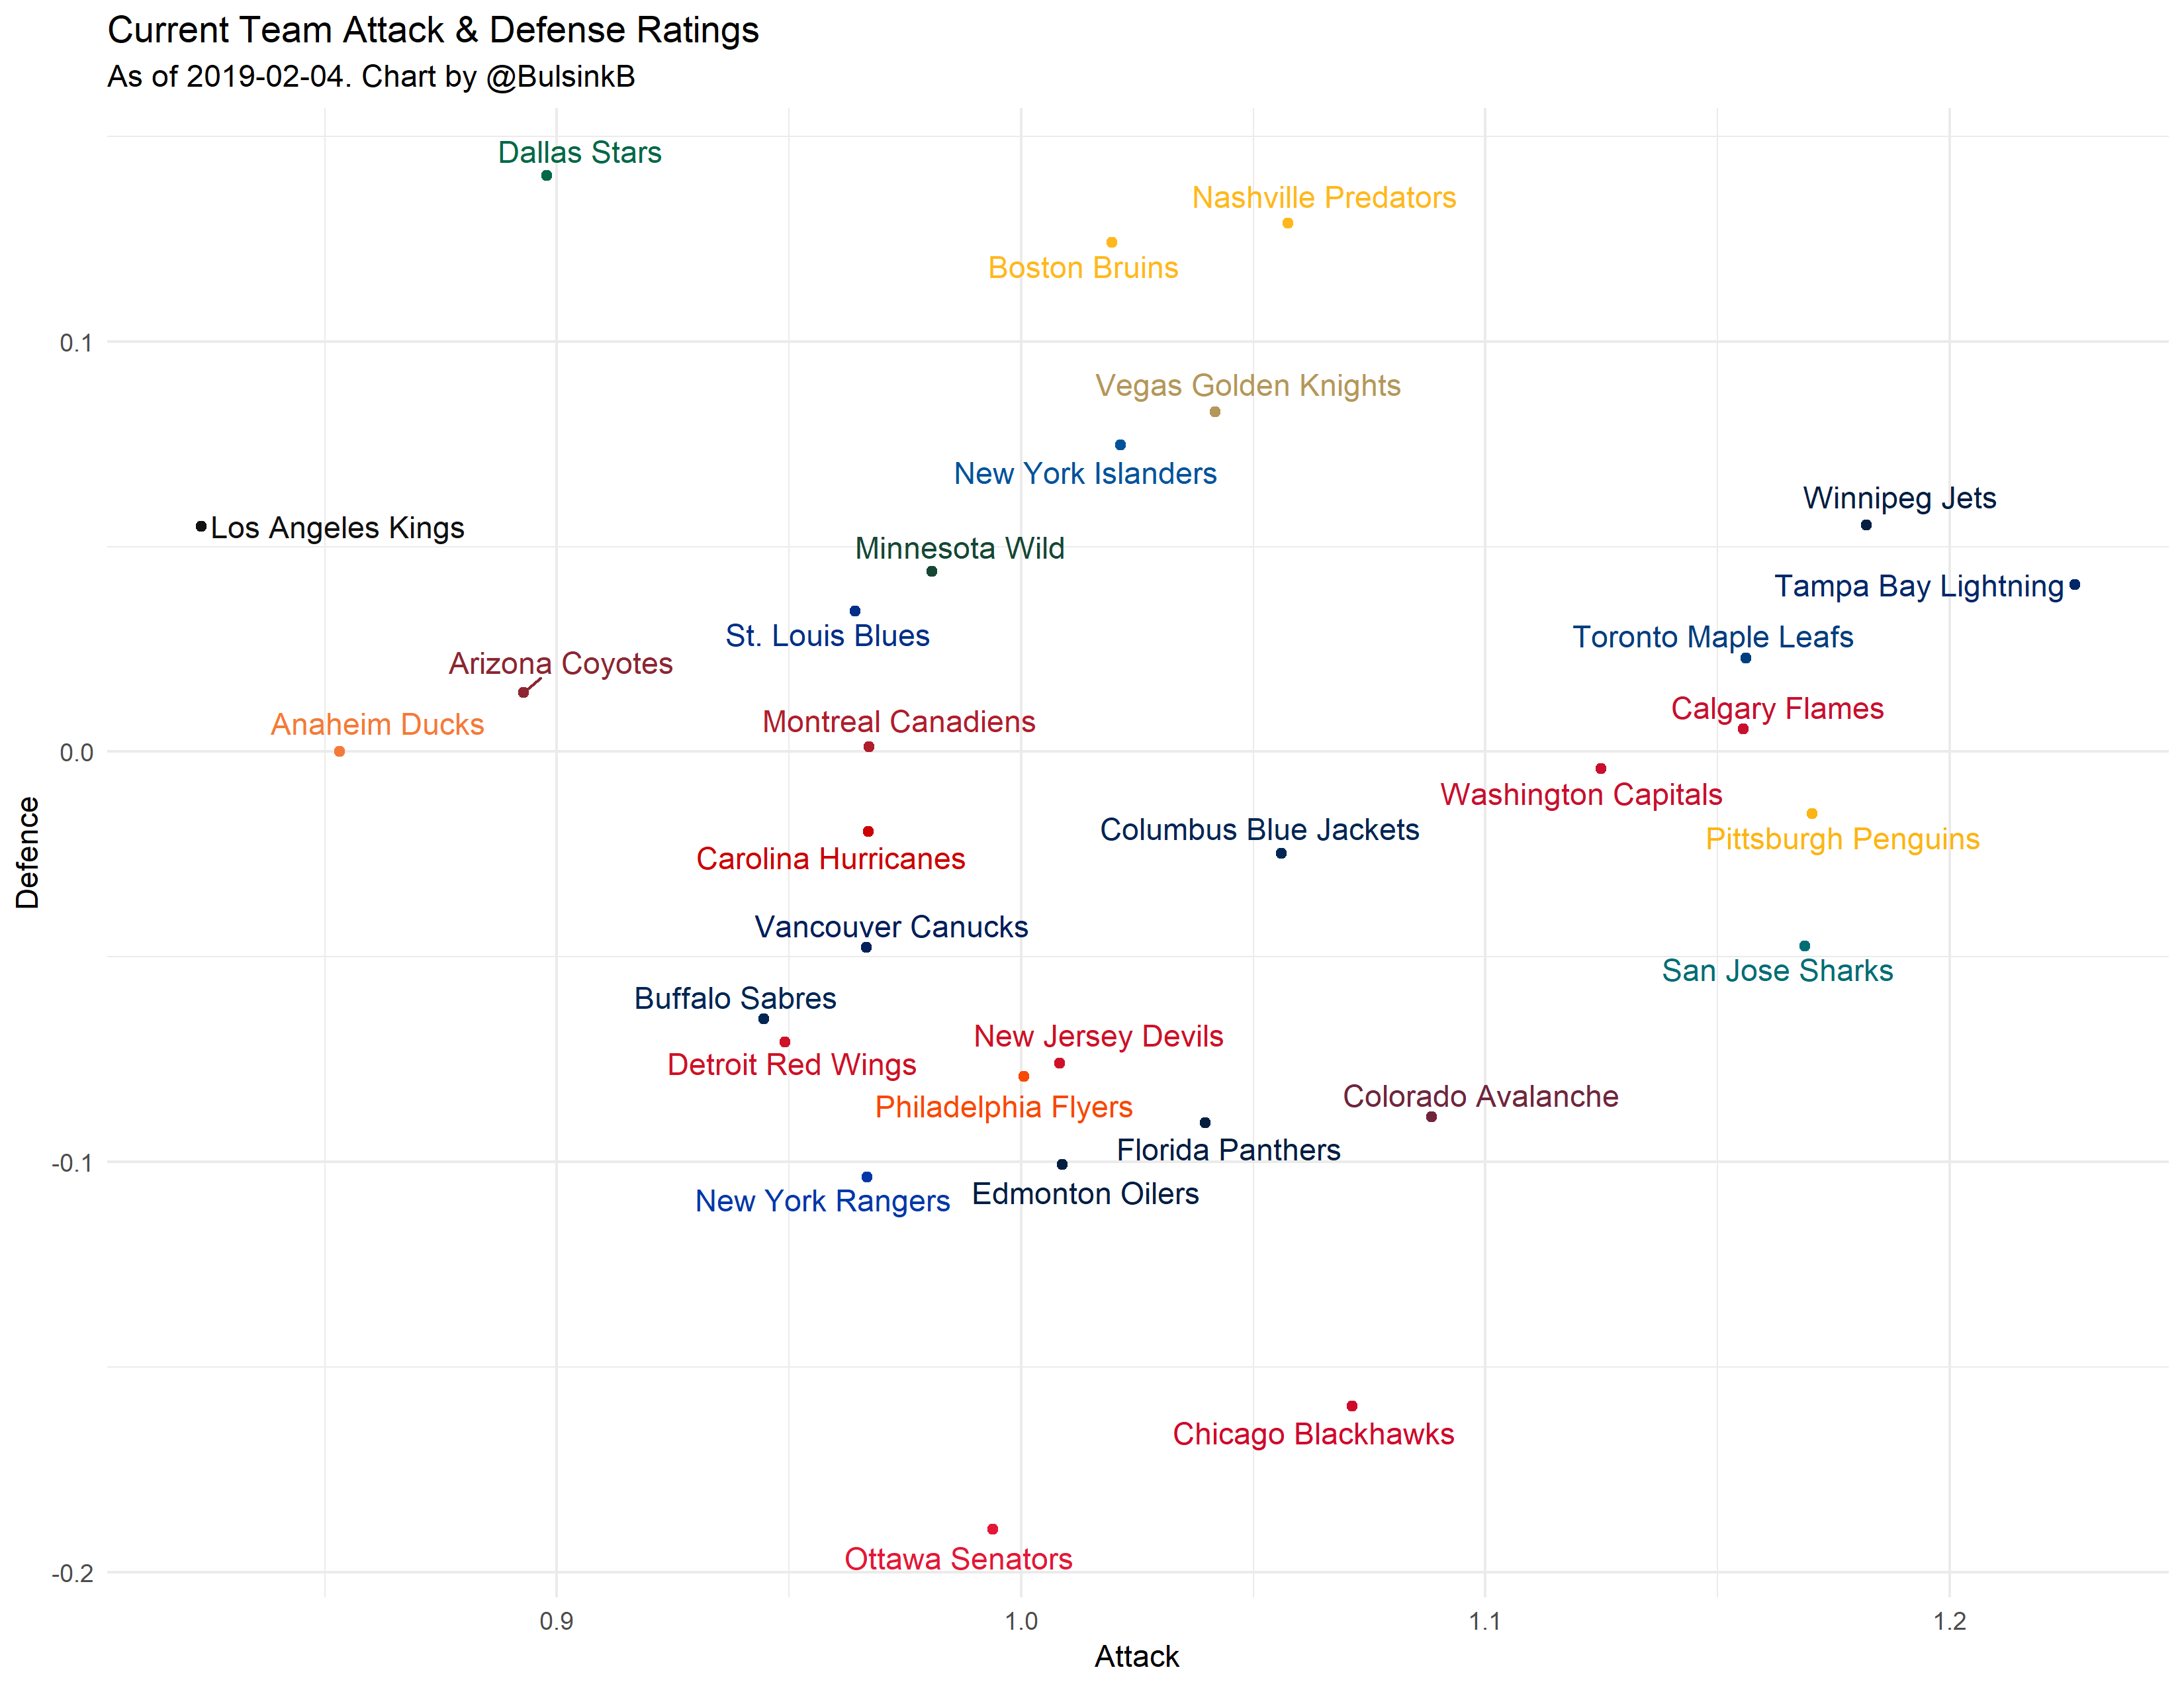 Current Team Attack & Defense Ratings
As of 2019-02-04. Chart by @BulsinkB
Dallas Stars
Nashville Predators
Boston Bruins
0.1
Vegas Golden Knights
New York Islanders
Winnipeg Jets
Los Angeles Kings
Minnesota Wild
Tampa Bay Lightning
St. Louis Blues
Toronto Maple Leafs
Arizona Coyotes
Calgary Flames
Anaheim Ducks
Montreal Canadiens
0.0
Washington Capitals
Columbus Blue Jackets
Pittsburgh Penguins
Carolina Hurricanes
Defence
Vancouver Canucks
San Jose Sharks
Buffalo Sabres
New Jersey Devils
Detroit Red Wings
Colorado Avalanche
Philadelphia Flyers
Florida Panthers
-0.1
Edmonton Oilers
New York Rangers
Chicago Blackhawks
Ottawa Senators
-0.2
0.9
1.0
1.1
1.2
Attack